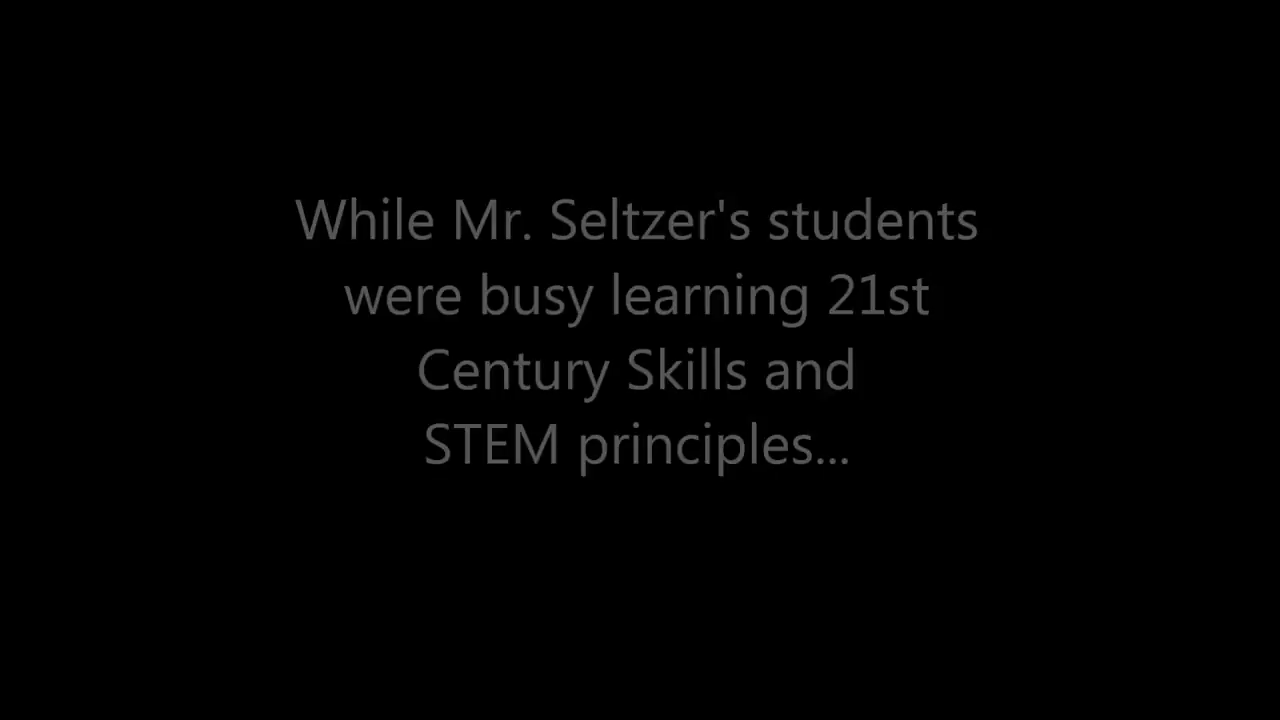 While Mr. Seltzer's students
were busy learning 21st
Century Skills and
STEM principles...